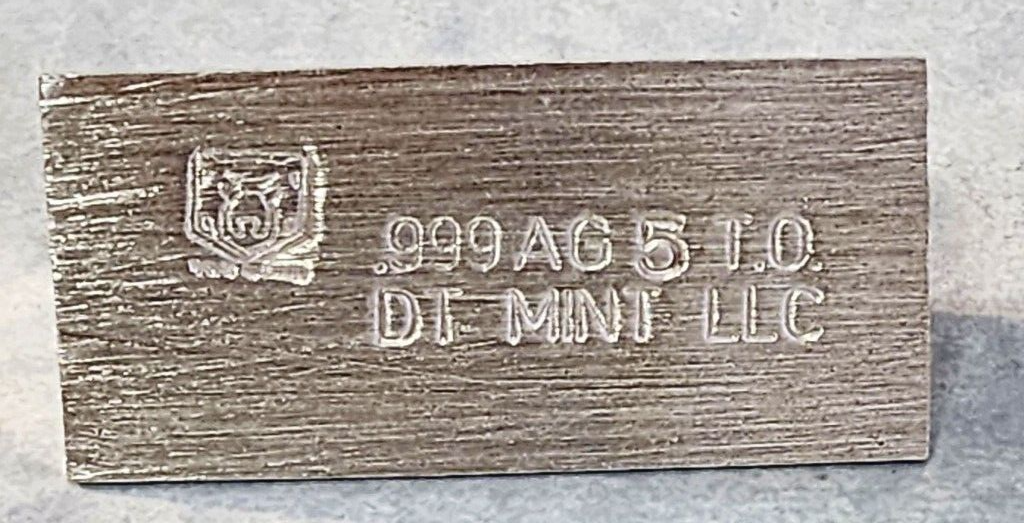 .999 AG 5 T.O.
DT MINT LLC